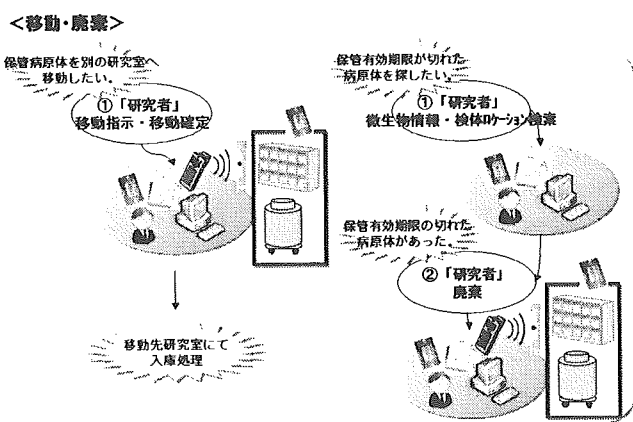 ＜移動・廃棄＞
保管病原体を別の研究室へ
移動したい。
①「研究者」
移動指示・移動確定
移動先研究室にて
入庫処理
保管有効期限が切れた
病原体を探したい。
①「研究者」
微生物情報・検体ﾛｹｰｼｮﾝ検索
保管有効期限の切れた
病原体があった。
②「研究者」
廃棄